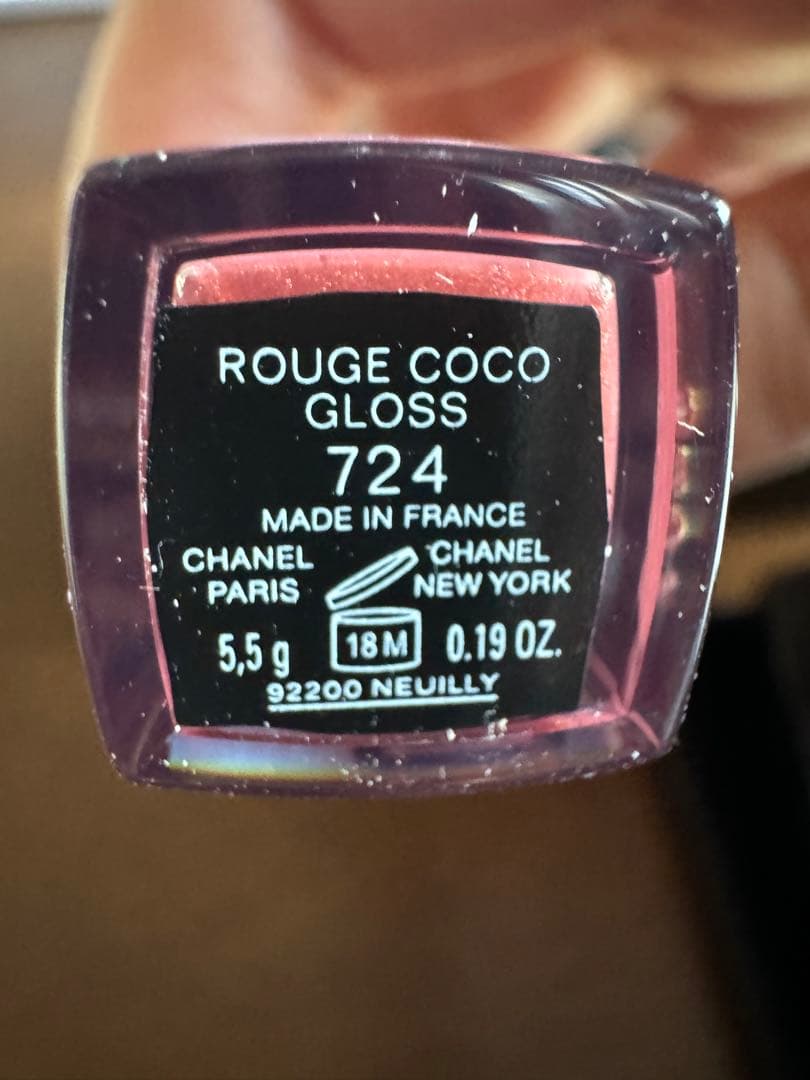 ROUGE COCO
GLOSS
724
MADE IN FRANCE
CHANEL CHANEL
PARIS NEW YORK
5,5 g 18 M 0.19 OZ.
92200 NEUILLY